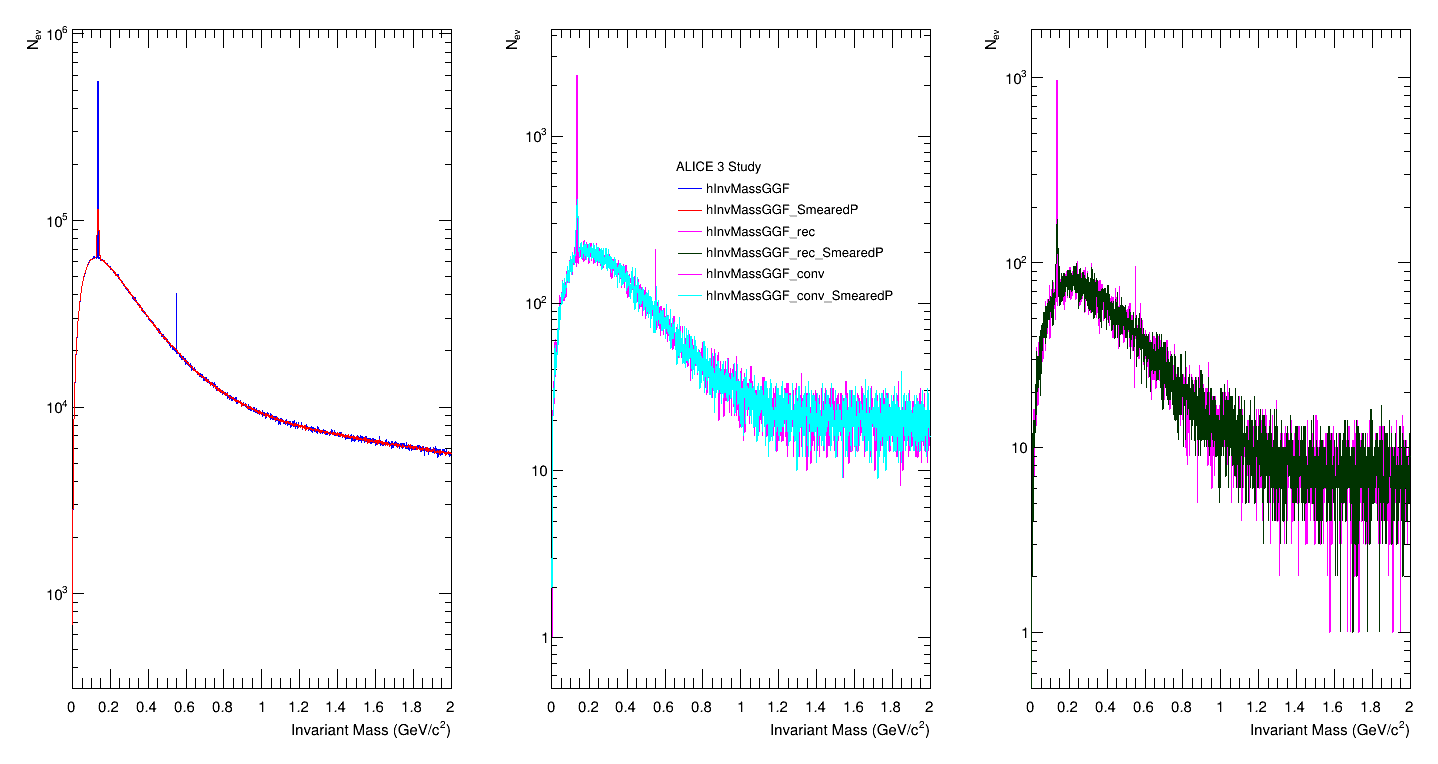 N_ev
10^6
10^5
10^4
10^3
0 0.2 0.4 0.6 0.8 1 1.2 1.4 1.6 1.8 2
Invariant Mass (GeV/c^2)
N_ev
10^3
10^2
10
1
ALICE 3 Study
hInvMassGGF
hInvMassGGF_SmearedP
hInvMassGGF_rec
hInvMassGGF_rec_SmearedP
hInvMassGGF_conv
hInvMassGGF_conv_SmearedP
0 0.2 0.4 0.6 0.8 1 1.2 1.4 1.6 1.8 2
Invariant Mass (GeV/c^2)
N_ev
10^3
10^2
10
1
0 0.2 0.4 0.6 0.8 1 1.2 1.4 1.6 1.8 2
Invariant Mass (GeV/c^2)